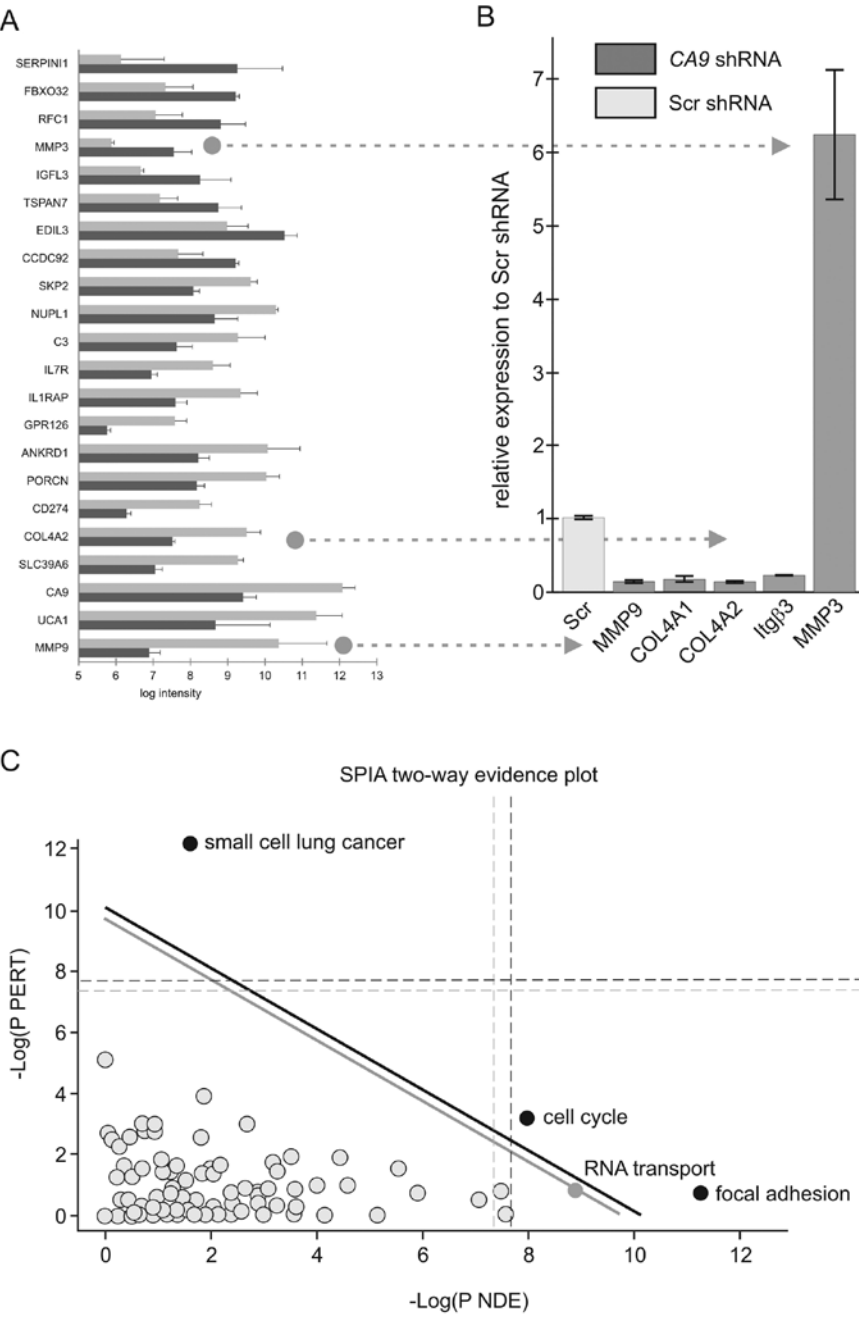 A
SERPINI1
FBXO32
RFC1
MMP3
IGFL3
TSPAN7
EDIL3
CCDC92
SKP2
NUPL1
C3
IL7R
IL1RAP
GPR126
ANKRD1
PORCN
CD274
COL4A2
SLC39A6
CA9
UCA1
MMP9
5 6 7 8 9 10 11 12 13
log intensity
B
CA9 shRNA
Scr shRNA
relative expression to Scr shRNA
7
6
5
4
3
2
1
0
Scr
MMP9
COL4A1
COL4A2
Itgβ3
MMP3
C
SPIA two-way evidence plot
-Log(P PERT)
12
10
8
6
4
2
0
small cell lung cancer
cell cycle
RNA transport
focal adhesion
0 2 4 6 8 10 12
-Log(P NDE)